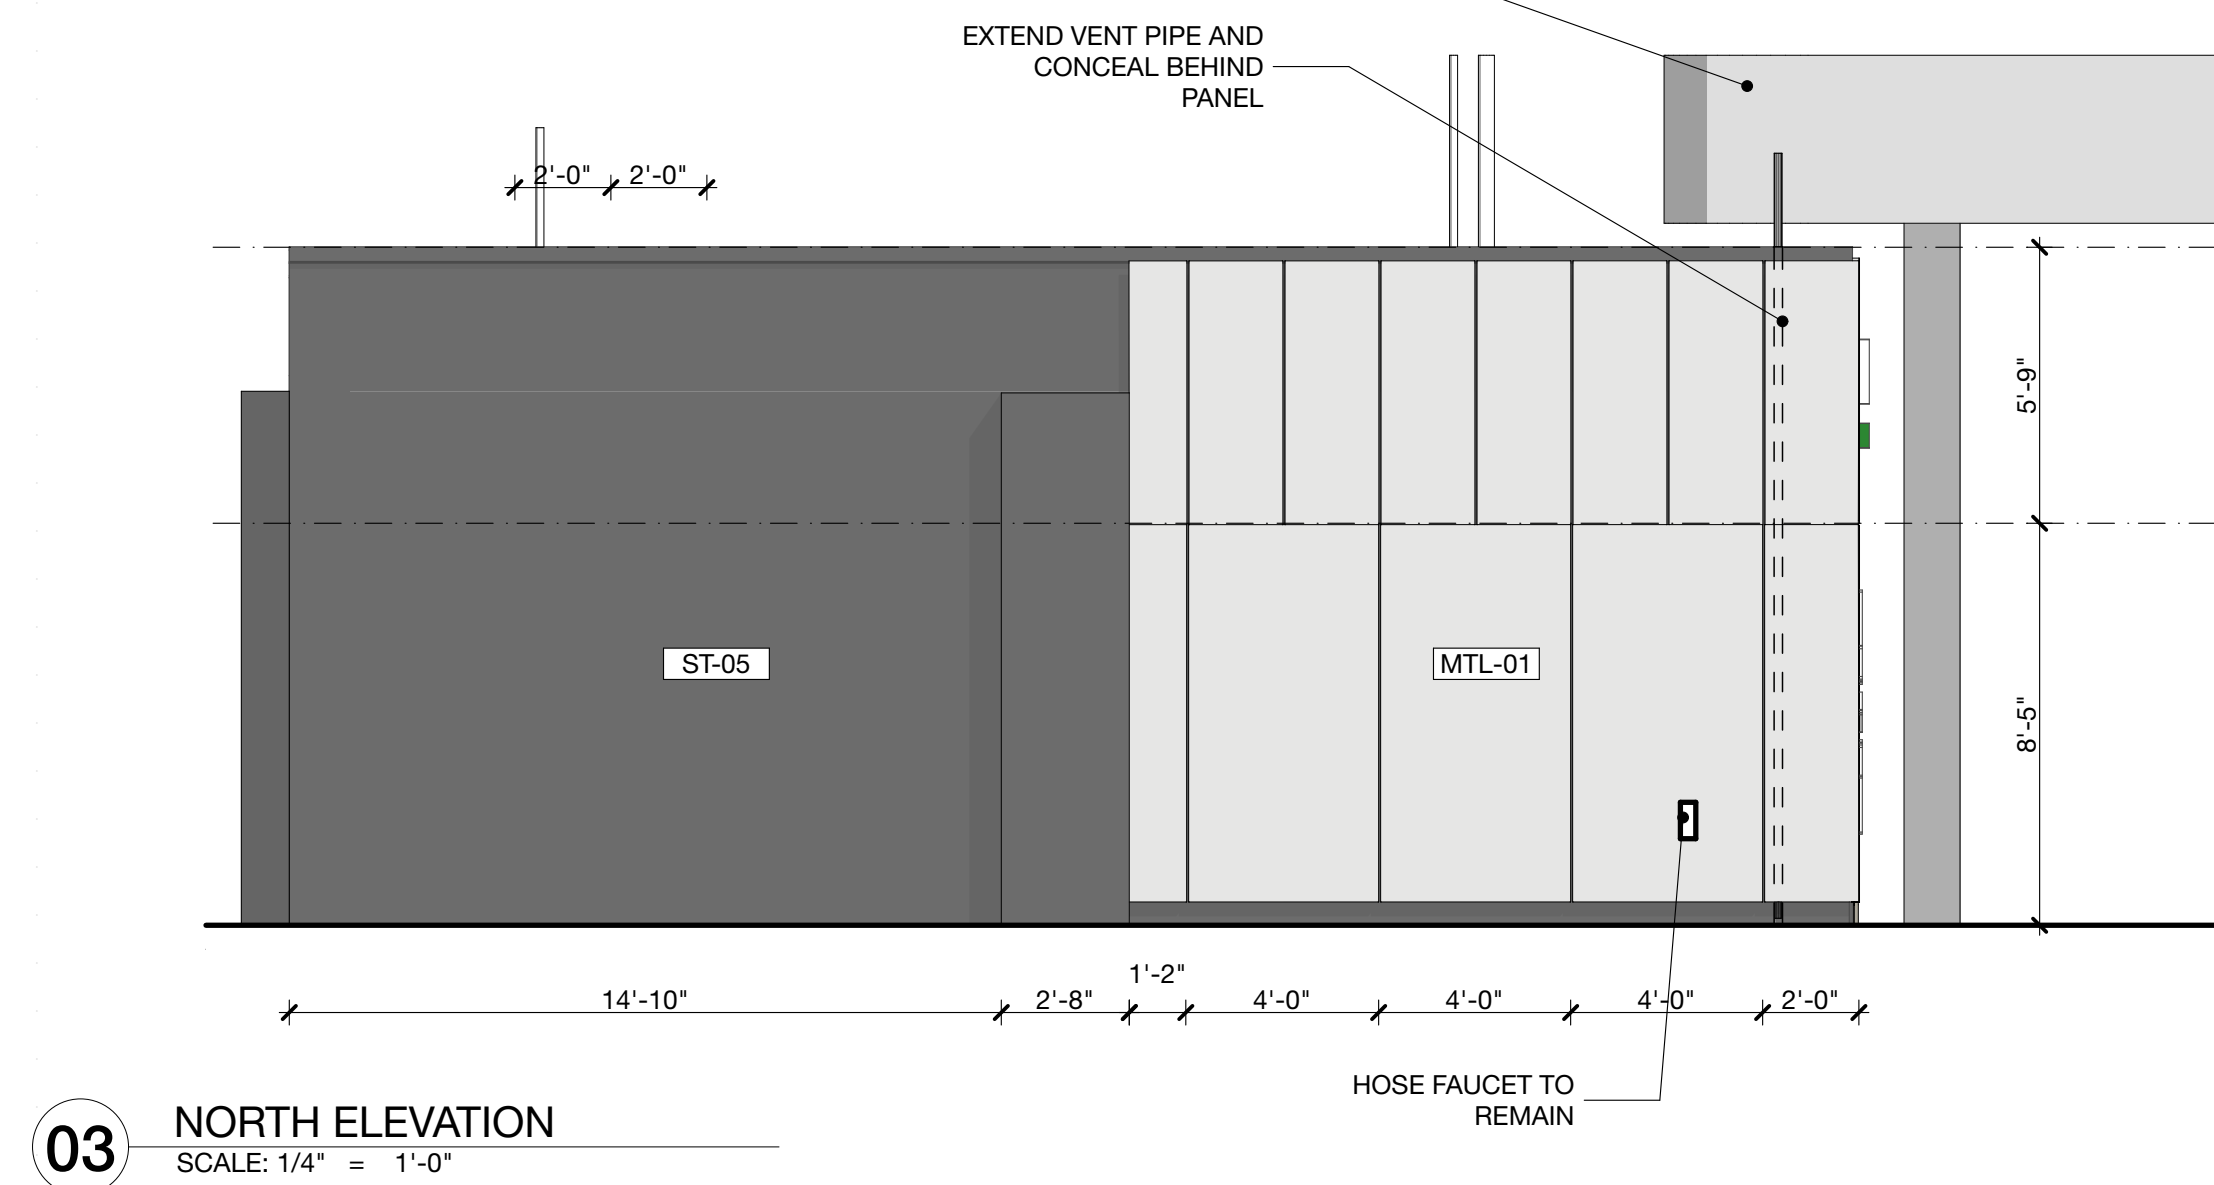 EXTEND VENT PIPE AND
CONCEAL BEHIND
PANEL
2'-0" 2'-0"
5'-9"
ST-05 MTL-01
8'-5"
1'-2"
14'-10" 2'-8" 4'-0" 4'-0" 4'-0" 2'-0"
HOSE FAUCET TO
REMAIN
03 NORTH ELEVATION
SCALE: 1/4" = 1'-0"